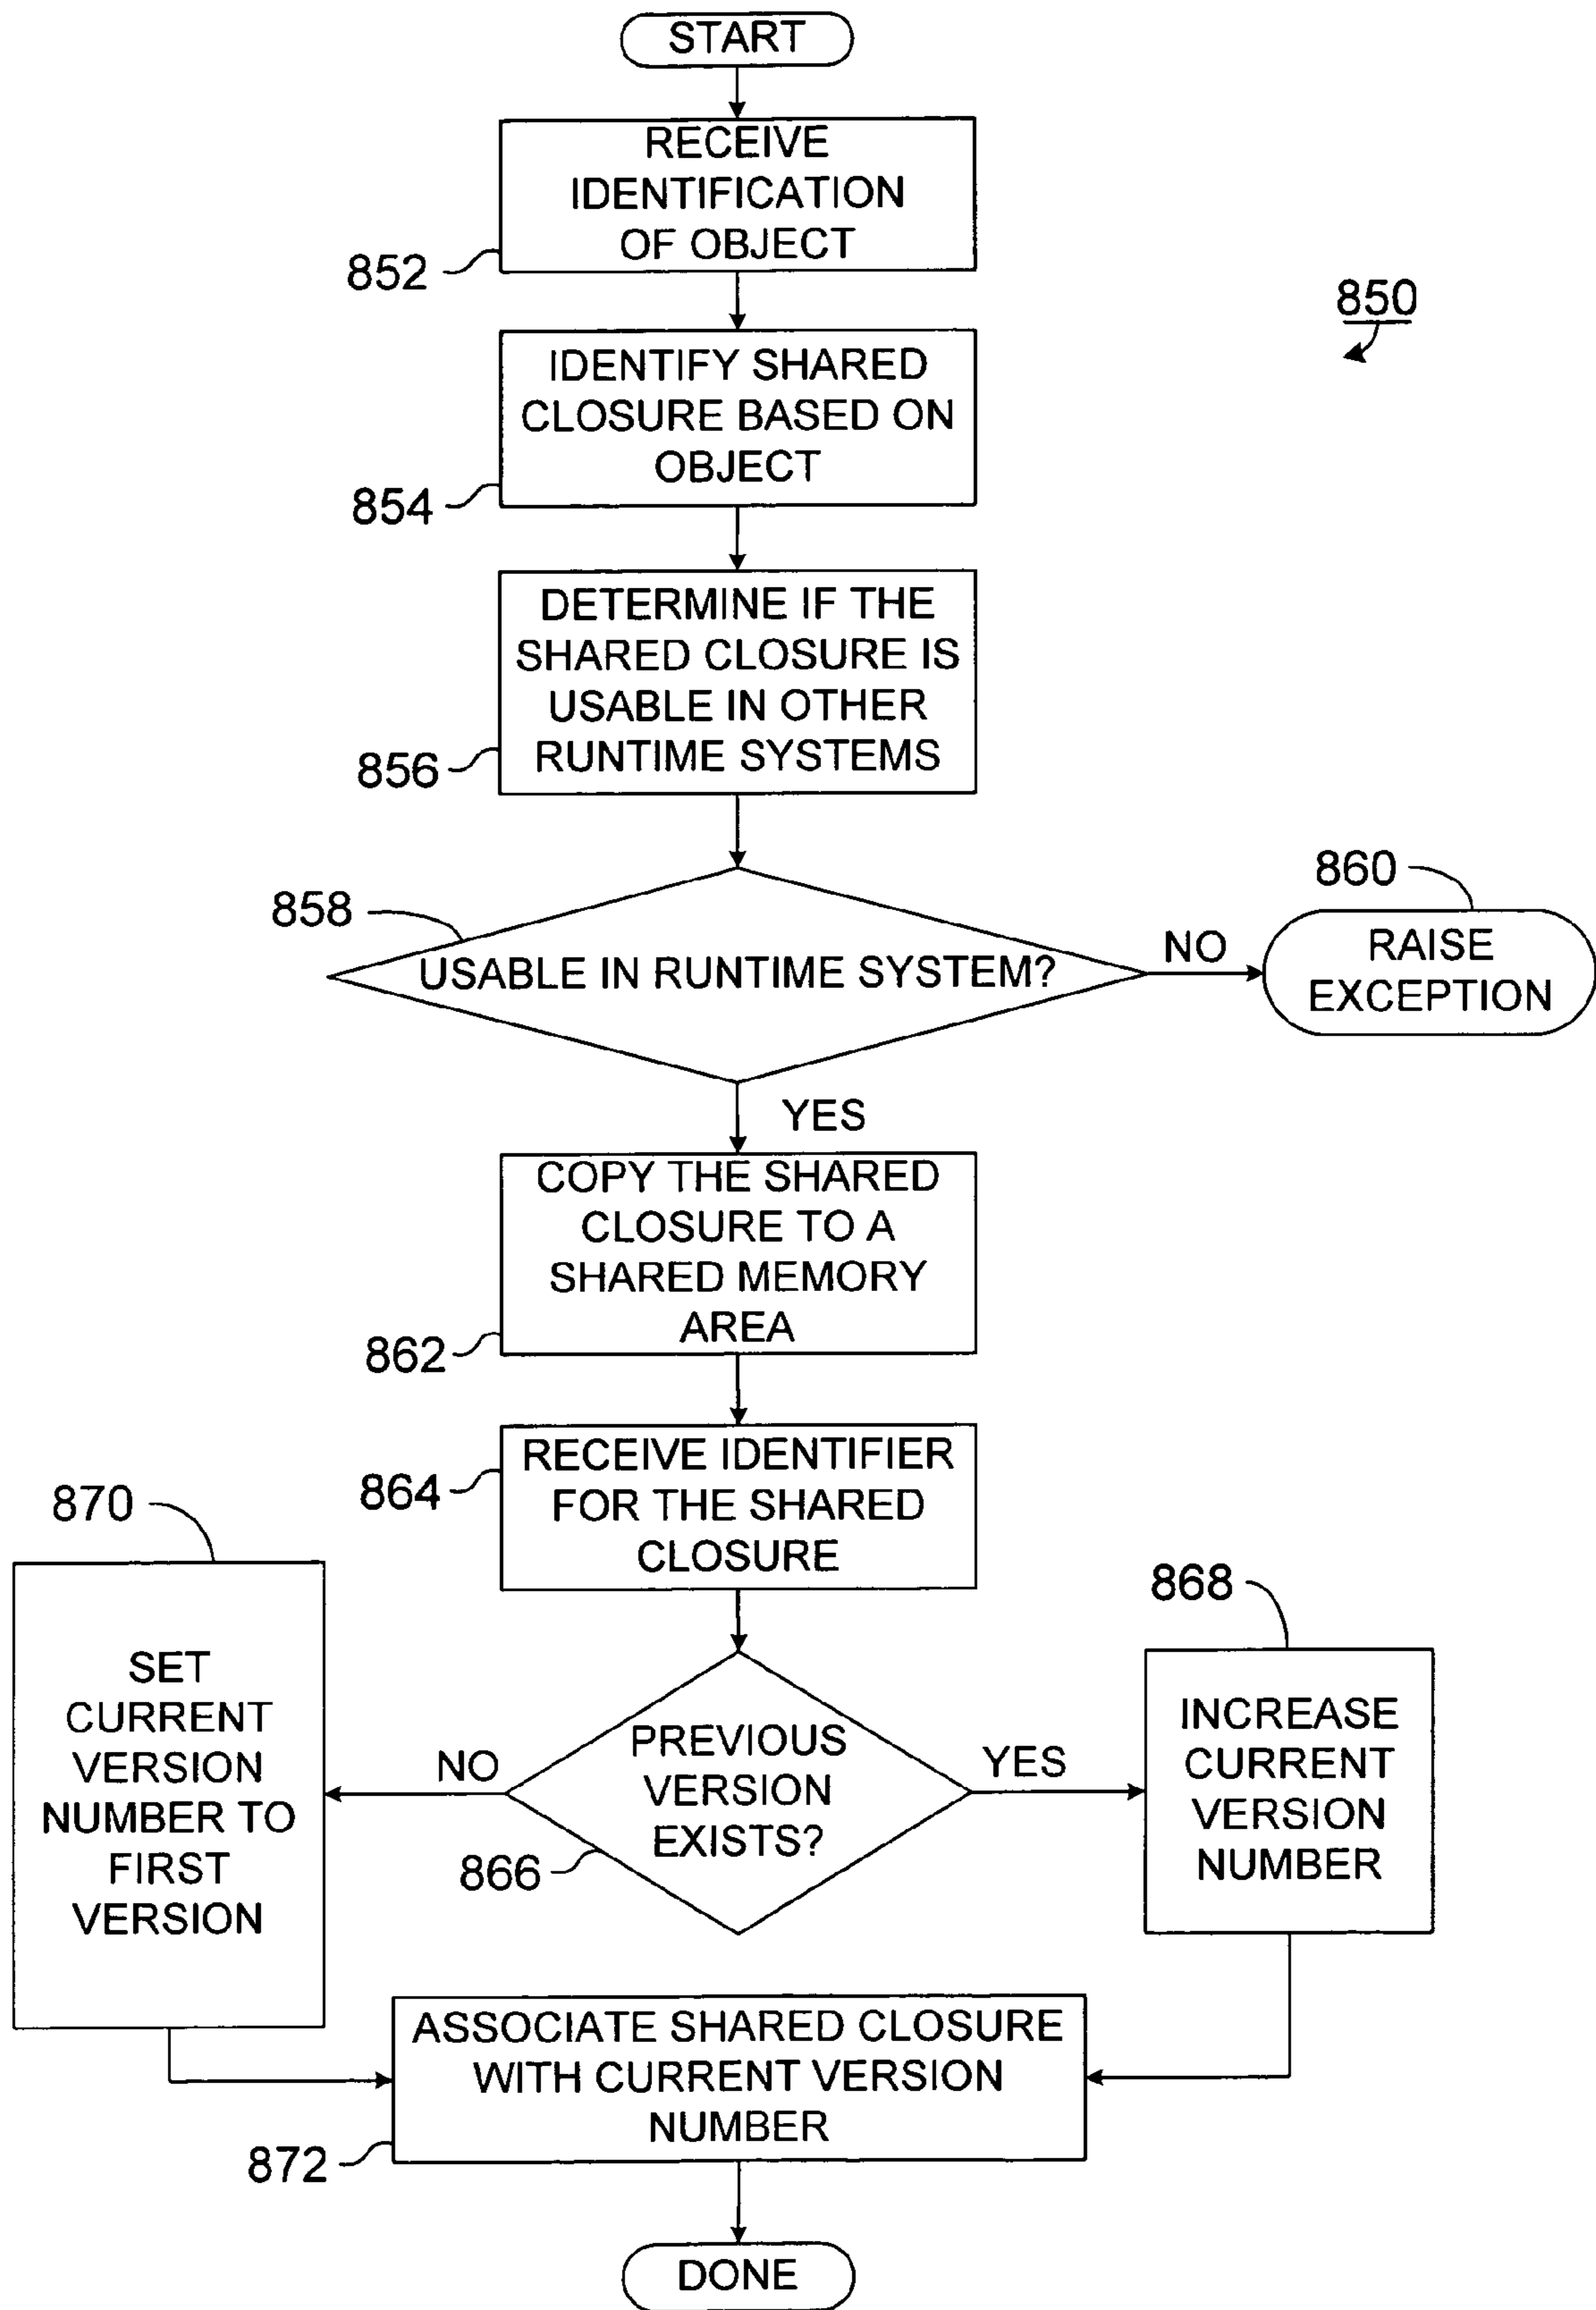 START
RECEIVE
IDENTIFICATION
OF OBJECT
852
850
IDENTIFY SHARED
CLOSURE BASED ON
OBJECT
854
DETERMINE IF THE
SHARED CLOSURE IS
USABLE IN OTHER
RUNTIME SYSTEMS
856
858
USABLE IN RUNTIME SYSTEM?
NO
860
RAISE
EXCEPTION
YES
COPY THE SHARED
CLOSURE TO A
SHARED MEMORY
AREA
862
RECEIVE IDENTIFIER
FOR THE SHARED
CLOSURE
864
870
SET
CURRENT
VERSION
NUMBER TO
FIRST
VERSION
NO
PREVIOUS
VERSION
EXISTS?
866
YES
868
INCREASE
CURRENT
VERSION
NUMBER
ASSOCIATE SHARED CLOSURE
WITH CURRENT VERSION
NUMBER
872
DONE